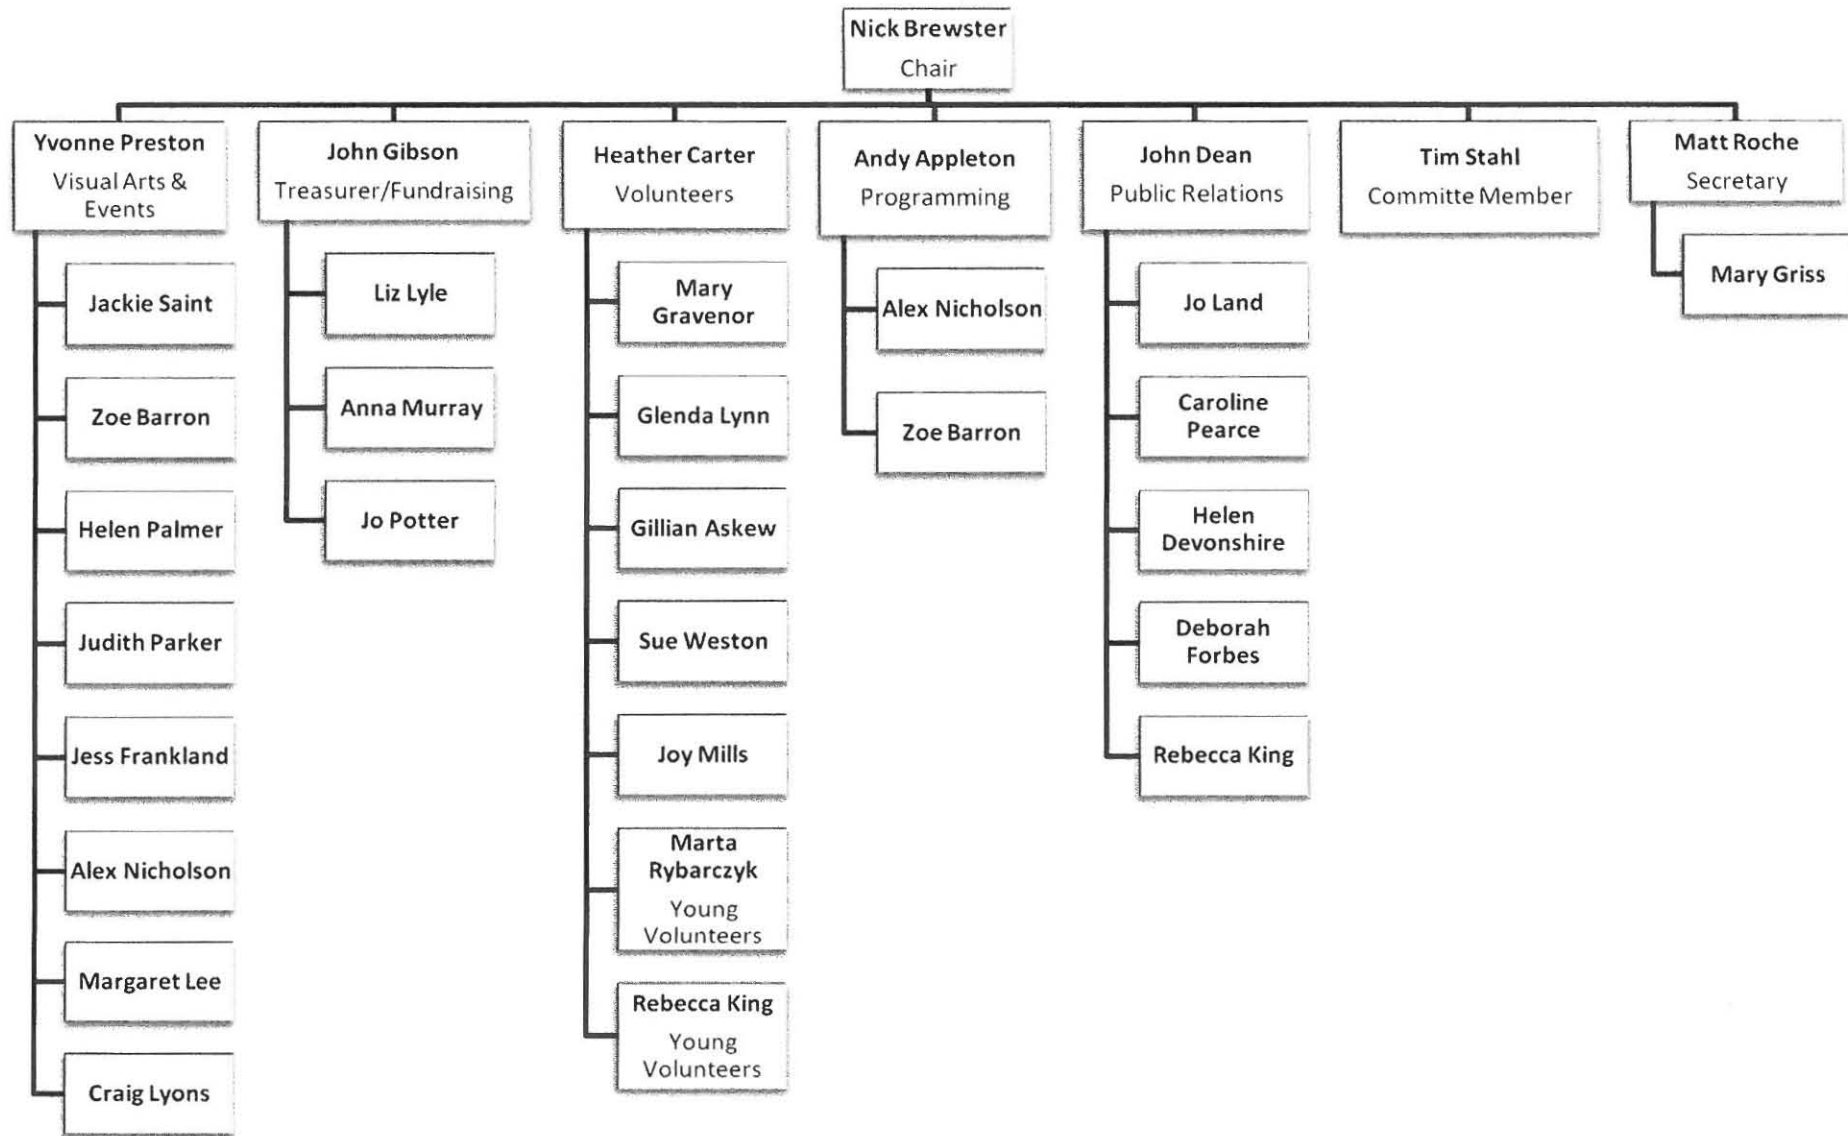 Nick Brewster
Chair
Yvonne Preston
Visual Arts &
Events
John Gibson
Treasurer/Fundraising
Heather Carter
Volunteers
Andy Appleton
Programming
John Dean
Public Relations
Tim Stahl
Committe Member
Matt Roche
Secretary
Jackie Saint
Zoe Barron
Helen Palmer
Judith Parker
Jess Frankland
Alex Nicholson
Margaret Lee
Craig Lyons
Liz Lyle
Anna Murray
Jo Potter
Mary
Gravenor
Glenda Lynn
Gillian Askew
Sue Weston
Joy Mills
Marta
Rybarczyk
Young
Volunteers
Rebecca King
Young
Volunteers
Alex Nicholson
Zoe Barron
Jo Land
Caroline
Pearce
Helen
Devonshire
Deborah
Forbes
Rebecca King
Mary Griss